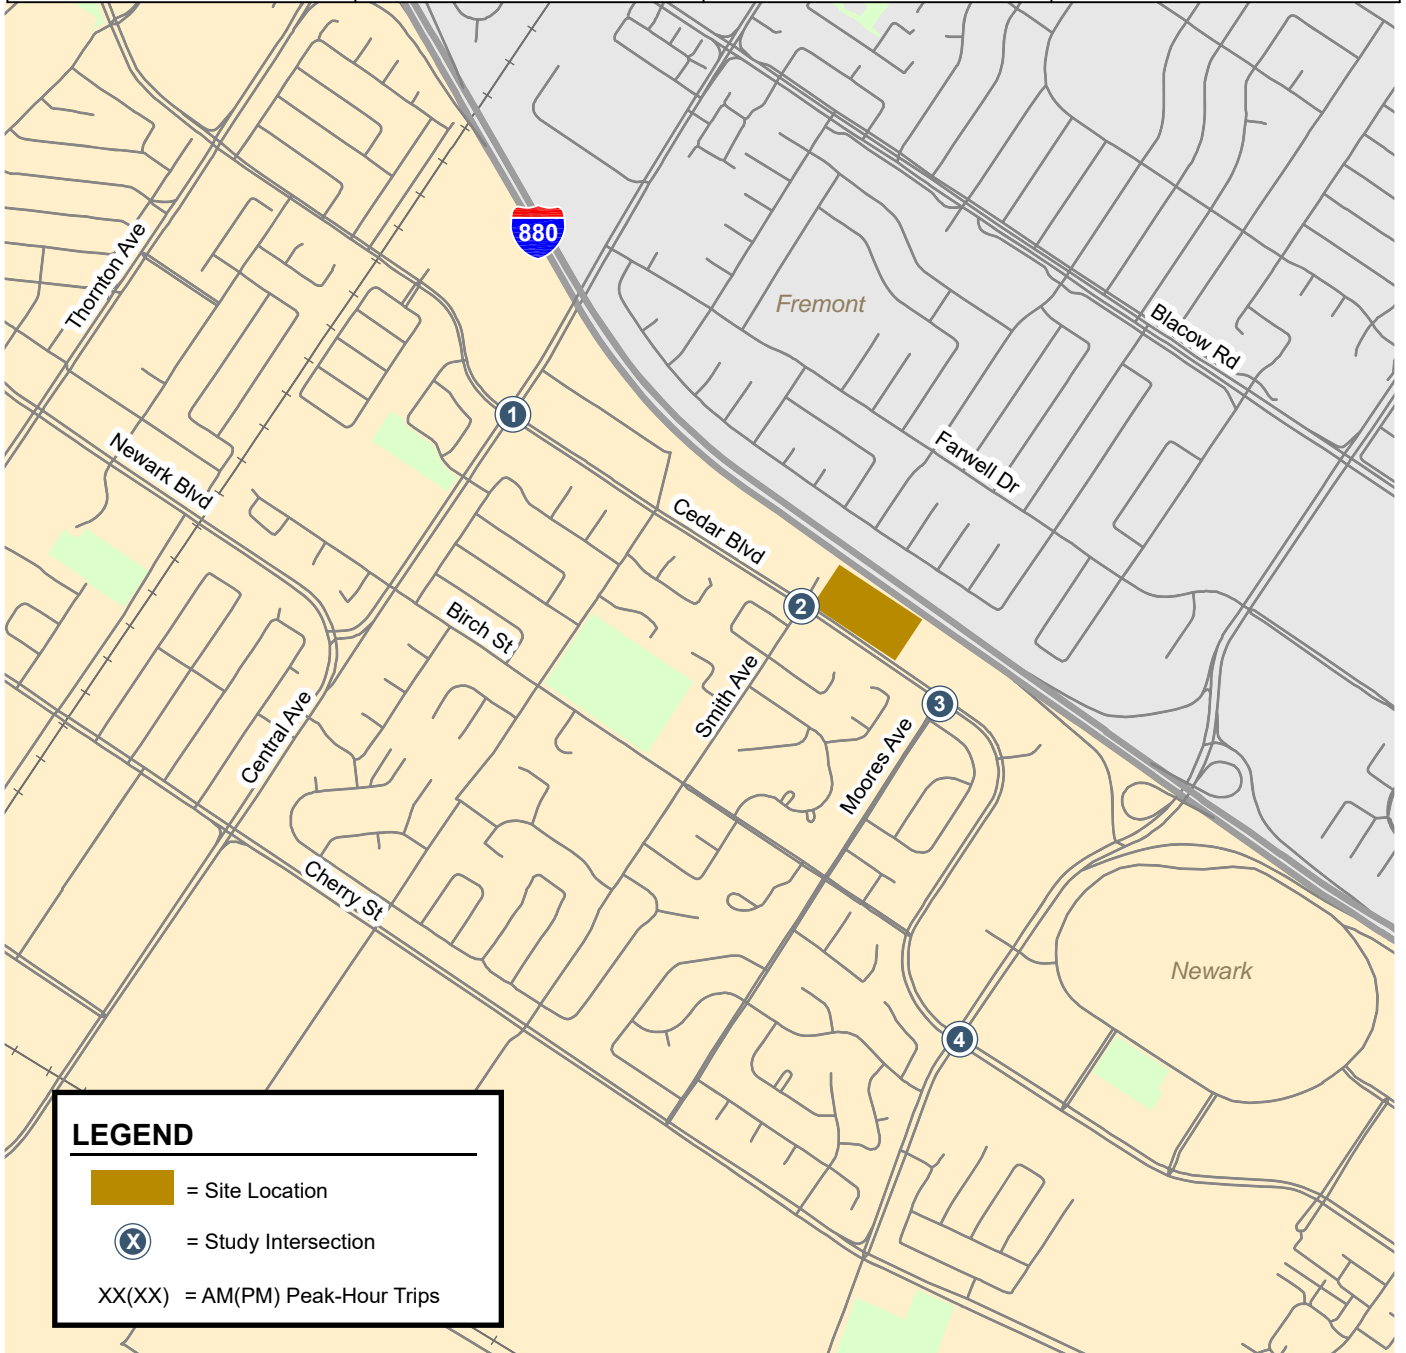 880
Thornton Ave
Fremont
Blacow Rd
1
Newark Blvd
Farwell Dr
Cedar Blvd
2
Birch St
Smith Ave
3
Central Ave
Moores Ave
Cherry St
Newark
4
LEGEND
= Site Location
X = Study Intersection
XX(XX) = AM(PM) Peak-Hour Trips